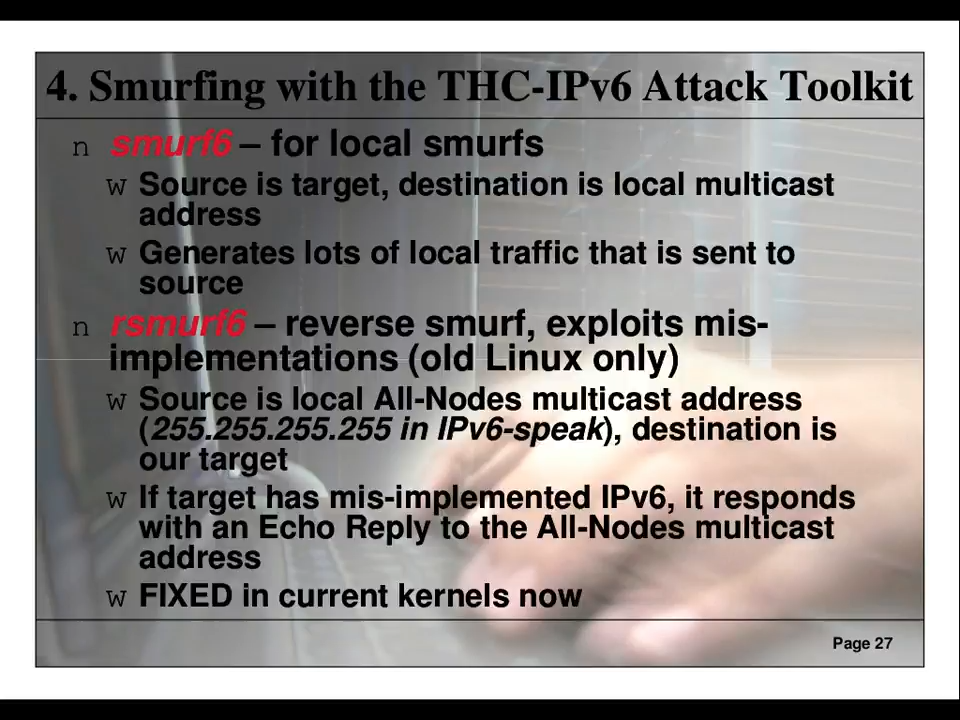 4. Smurfing with the THC-IPv6 Attack Toolkit
n smurf6 – for local smurfs
w Source is target, destination is local multicast
address
w Generates lots of local traffic that is sent to
source
n rsmurf6 – reverse smurf, exploits mis-
implementations (old Linux only)
w Source is local All-Nodes multicast address
(255.255.255.255 in IPv6-speak), destination is
our target
w If target has mis-implemented IPv6, it responds
with an Echo Reply to the All-Nodes multicast
address
w FIXED in current kernels now
Page 27